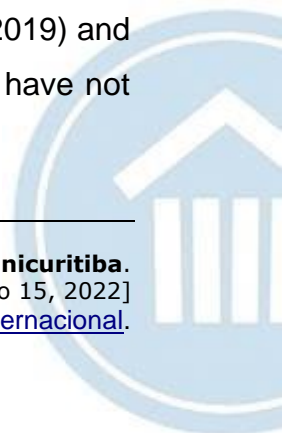 2019) and
have not
nicuritiba.
o 15, 2022]
ernacional.